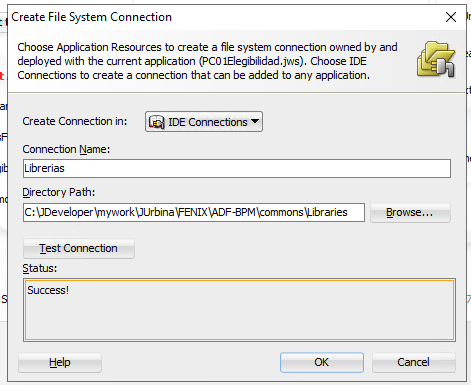 Create File System Connection
Choose Application Resources to create a file system connection owned by and
deployed with the current application (PC01Elegibilidad.jws). Choose IDE
Connections to create a connection that can be added to any application.
Create Connection in: IDE Connections
Connection Name:
Librerias
Directory Path:
C:\JDeveloper\mywork\JUrbina\FENIX\ADF-BPM\commons\Libraries Browse...
Test Connection
Status:
Success!
Help OK Cancel